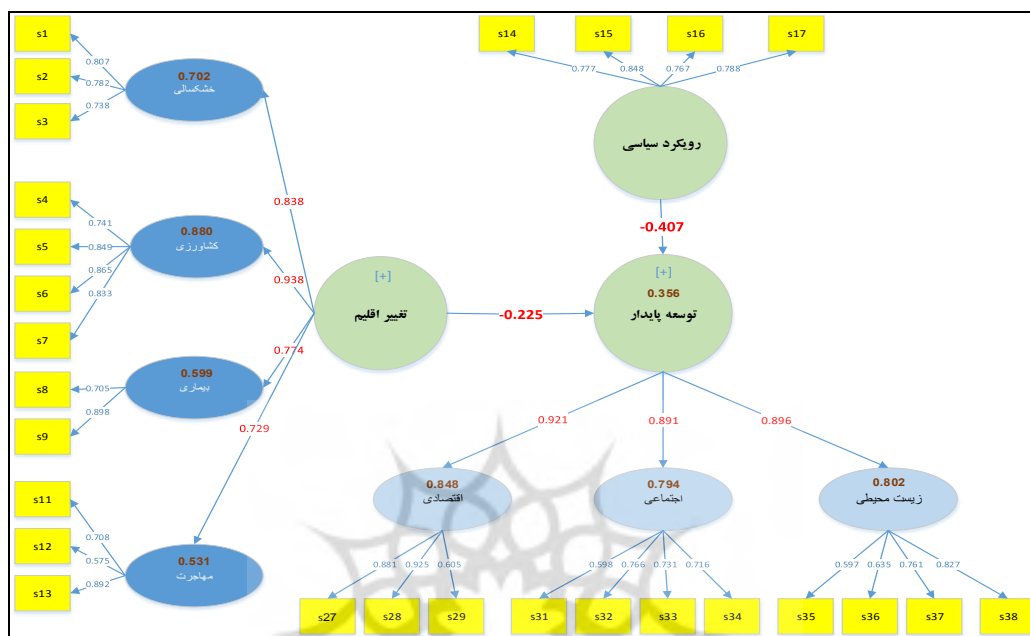 s14
s15
s16
s17
0.777
0.848
0.767
0.788
رویکرد سیاسی
-0.407
s1
s2
s3
0.807
0.782
0.738
0.702
خشکسالی
0.838
s4
s5
s6
s7
0.741
0.849
0.865
0.833
0.880
کشاورزی
0.938
[+]
تغییر اقلیم
-0.225
[+]
0.356
توسعه پایدار
s8
s9
0.705
0.898
0.599
بیماری
0.774
0.729
s11
s12
s13
0.708
0.575
0.892
0.531
مهاجرت
0.921
0.891
0.896
0.848
اقتصادی
0.794
اجتماعی
0.802
زیست محیطی
0.881
0.925
0.605
0.598
0.766
0.731
0.716
0.597
0.635
0.761
0.827
s27
s28
s29
s31
s32
s33
s34
s35
s36
s37
s38